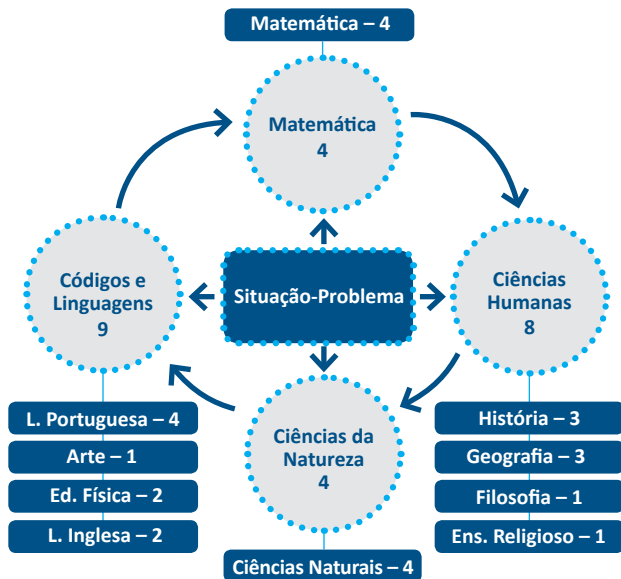 Matemática – 4
Matemática
4
Códigos e
Linguagens
9
Situação-Problema
Ciências
Humanas
8
L. Portuguesa – 4
Arte – 1
Ed. Física – 2
L. Inglesa – 2
Ciências da
Natureza
4
História – 3
Geografia – 3
Filosofia – 1
Ens. Religioso – 1
Ciências Naturais – 4